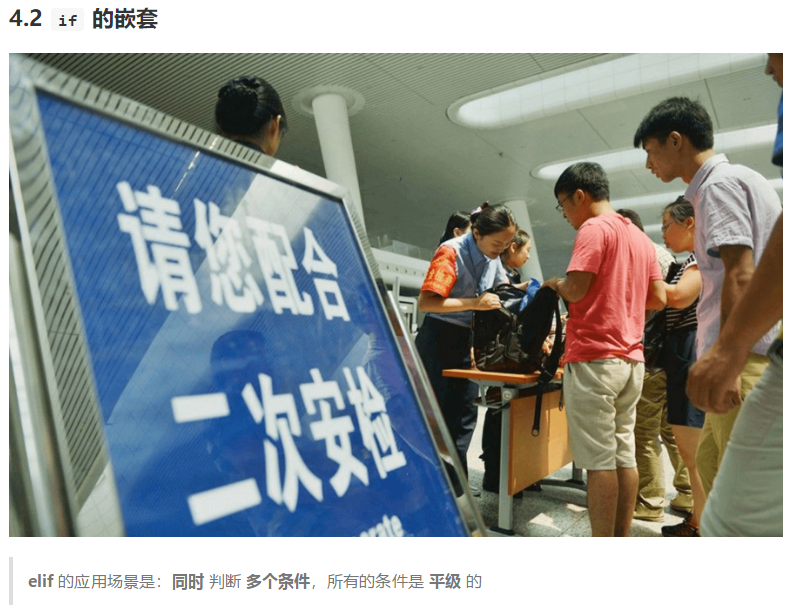 4.2 if 的嵌套
请您配合
二次安检
elif 的应用场景是：同时 判断 多个条件，所有的条件是 平级 的